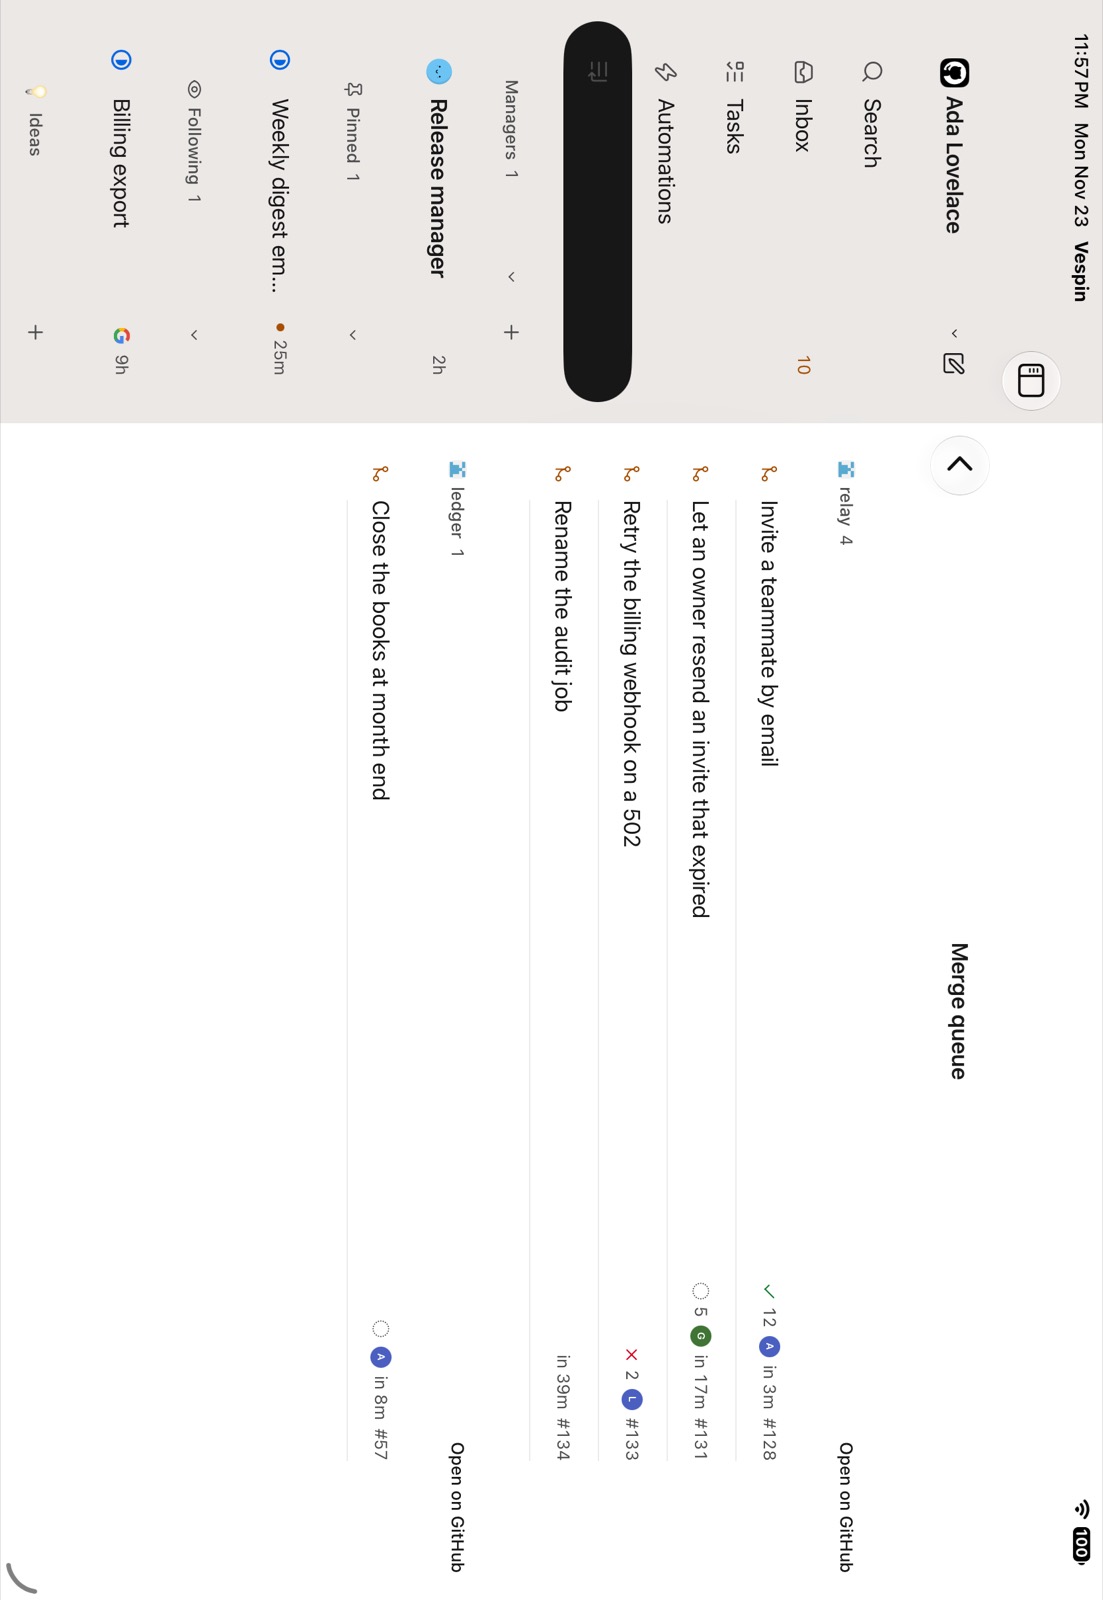 11:57 PM Mon Nov 23 Vespin
100
Ada Lovelace
Search
Inbox 10
Tasks
Automations
Managers 1
Release manager 2h
Pinned 1
Weekly digest em... 25m
Following 1
Billing export 9h
Ideas
Merge queue
relay 4 Open on GitHub
Invite a teammate by email 12 A in 3m #128
Let an owner resend an invite that expired 5 G in 17m #131
Retry the billing webhook on a 502 2 L #133
Rename the audit job in 39m #134
ledger 1 Open on GitHub
Close the books at month end A in 8m #57